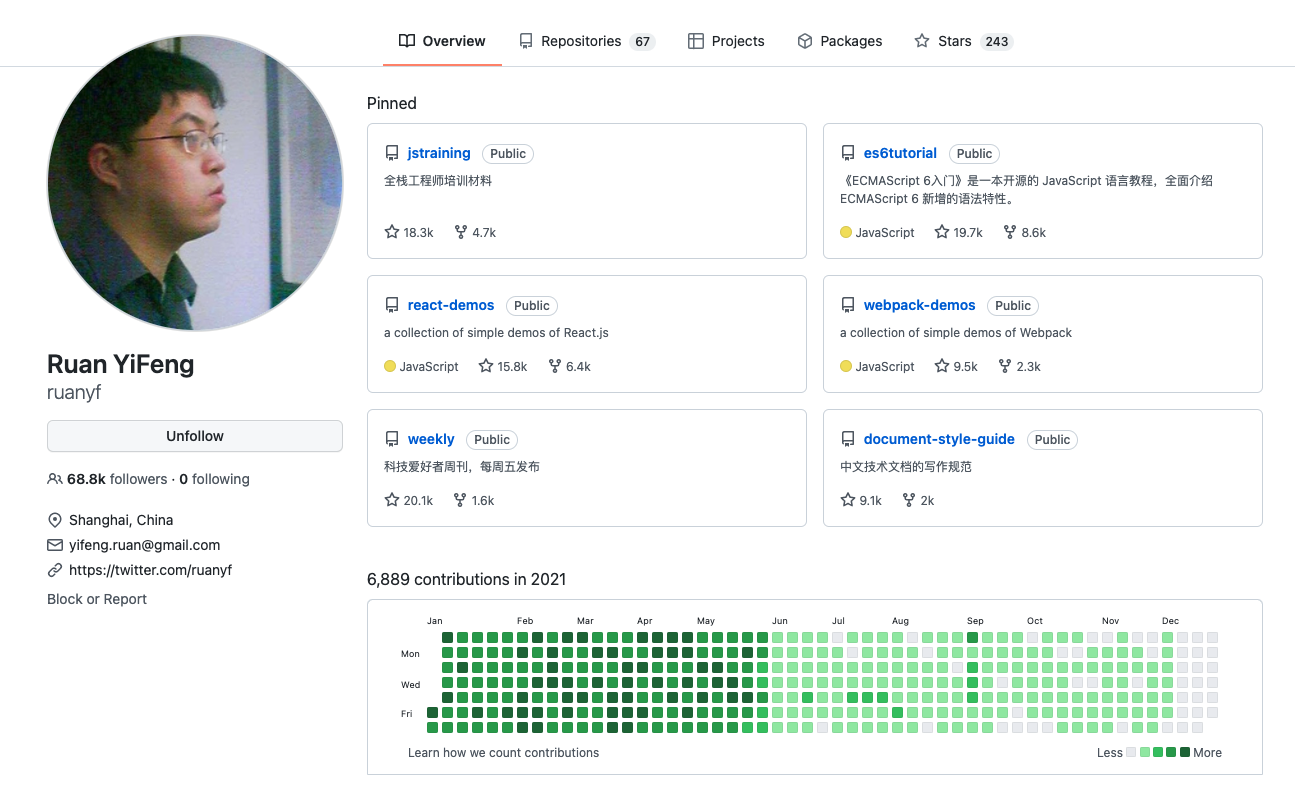 Overview
Repositories 67
Projects
Packages
Stars 243
Ruan YiFeng
ruanyf
Unfollow
68.8k followers · 0 following
Shanghai, China
yifeng.ruan@gmail.com
https://twitter.com/ruanyf
Block or Report
Pinned
jstraining Public
全栈工程师培训材料
18.3k 4.7k
es6tutorial Public
《ECMAScript 6入门》是一本开源的 JavaScript 语言教程，全面介绍
ECMAScript 6 新增的语法特性。
JavaScript 19.7k 8.6k
react-demos Public
a collection of simple demos of React.js
JavaScript 15.8k 6.4k
webpack-demos Public
a collection of simple demos of Webpack
JavaScript 9.5k 2.3k
weekly Public
科技爱好者周刊，每周五发布
20.1k 1.6k
document-style-guide Public
中文技术文档的写作规范
9.1k 2k
6,889 contributions in 2021
Jan Feb Mar Apr May Jun Jul Aug Sep Oct Nov Dec
Mon
Wed
Fri
Learn how we count contributions
Less More